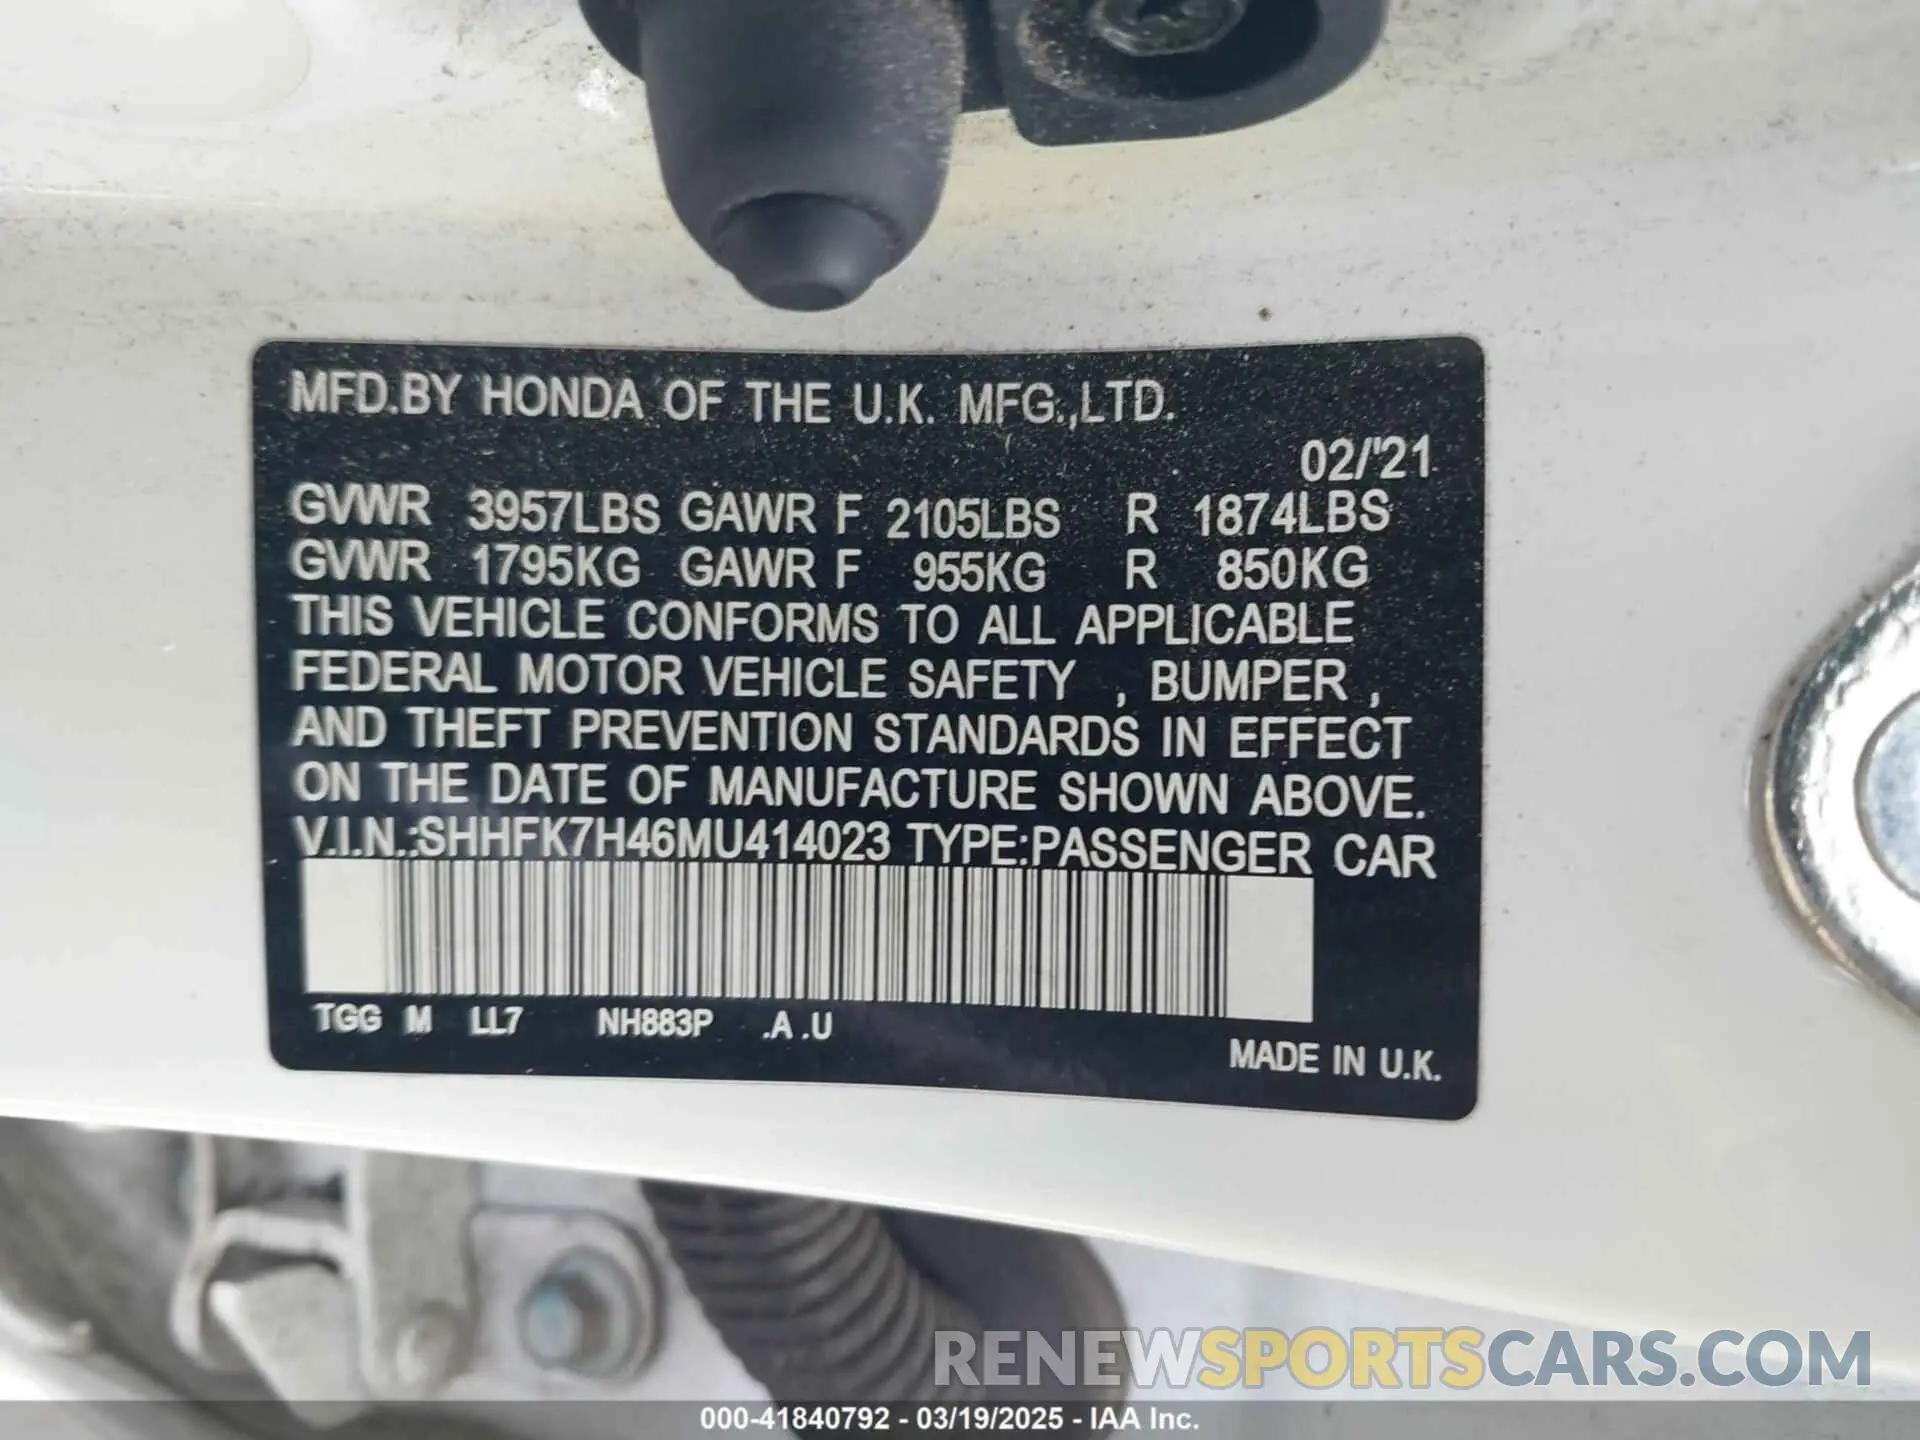 MFD.BY HONDA OF THE U.K. MFG.,LTD.
02/'21
GVWR 3957LBS GAWR F 2105LBS R 1874LBS
GVWR 1795KG GAWR F 955KG R 850KG
THIS VEHICLE CONFORMS TO ALL APPLICABLE
FEDERAL MOTOR VEHICLE SAFETY , BUMPER ,
AND THEFT PREVENTION STANDARDS IN EFFECT
ON THE DATE OF MANUFACTURE SHOWN ABOVE.
V.I.N.:SHHFK7H46MU414023 TYPE:PASSENGER CAR
TGG M LL7 NH883P .A .U
MADE IN U.K.
RENEWSPORTSCARS.COM
000-41840792 - 03/19/2025 - IAA Inc.